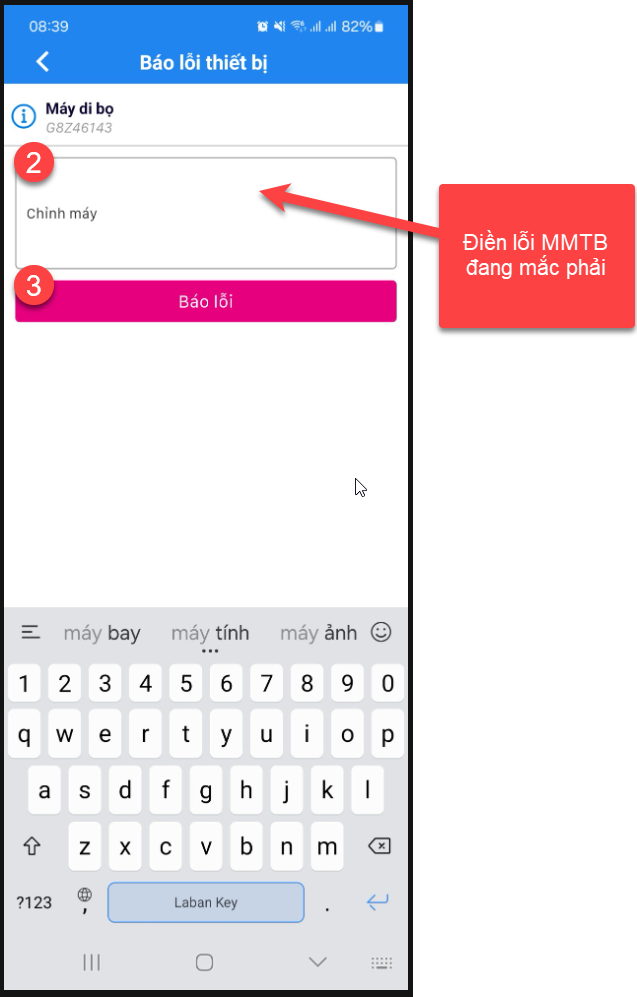 08:39 82%
Báo lỗi thiết bị
Máy di bọ
G8Z46143
2
Chỉnh máy
3
Báo lỗi
Điền lỗi MMTB
đang mắc phải
máy bay máy tính máy ảnh
...
1 2 3 4 5 6 7 8 9 0
q w e r t y u i o p
a s d f g h j k l
z x c v b n m
?123 , Laban Key .